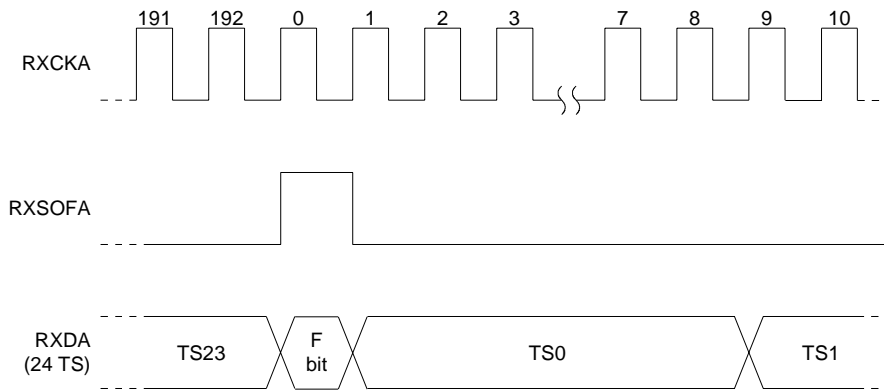 191 192 0 1 2 3 7 8 9 10
RXCKA
RXSOFA
RXDA
(24 TS)
TS23
F
bit
TS0
TS1